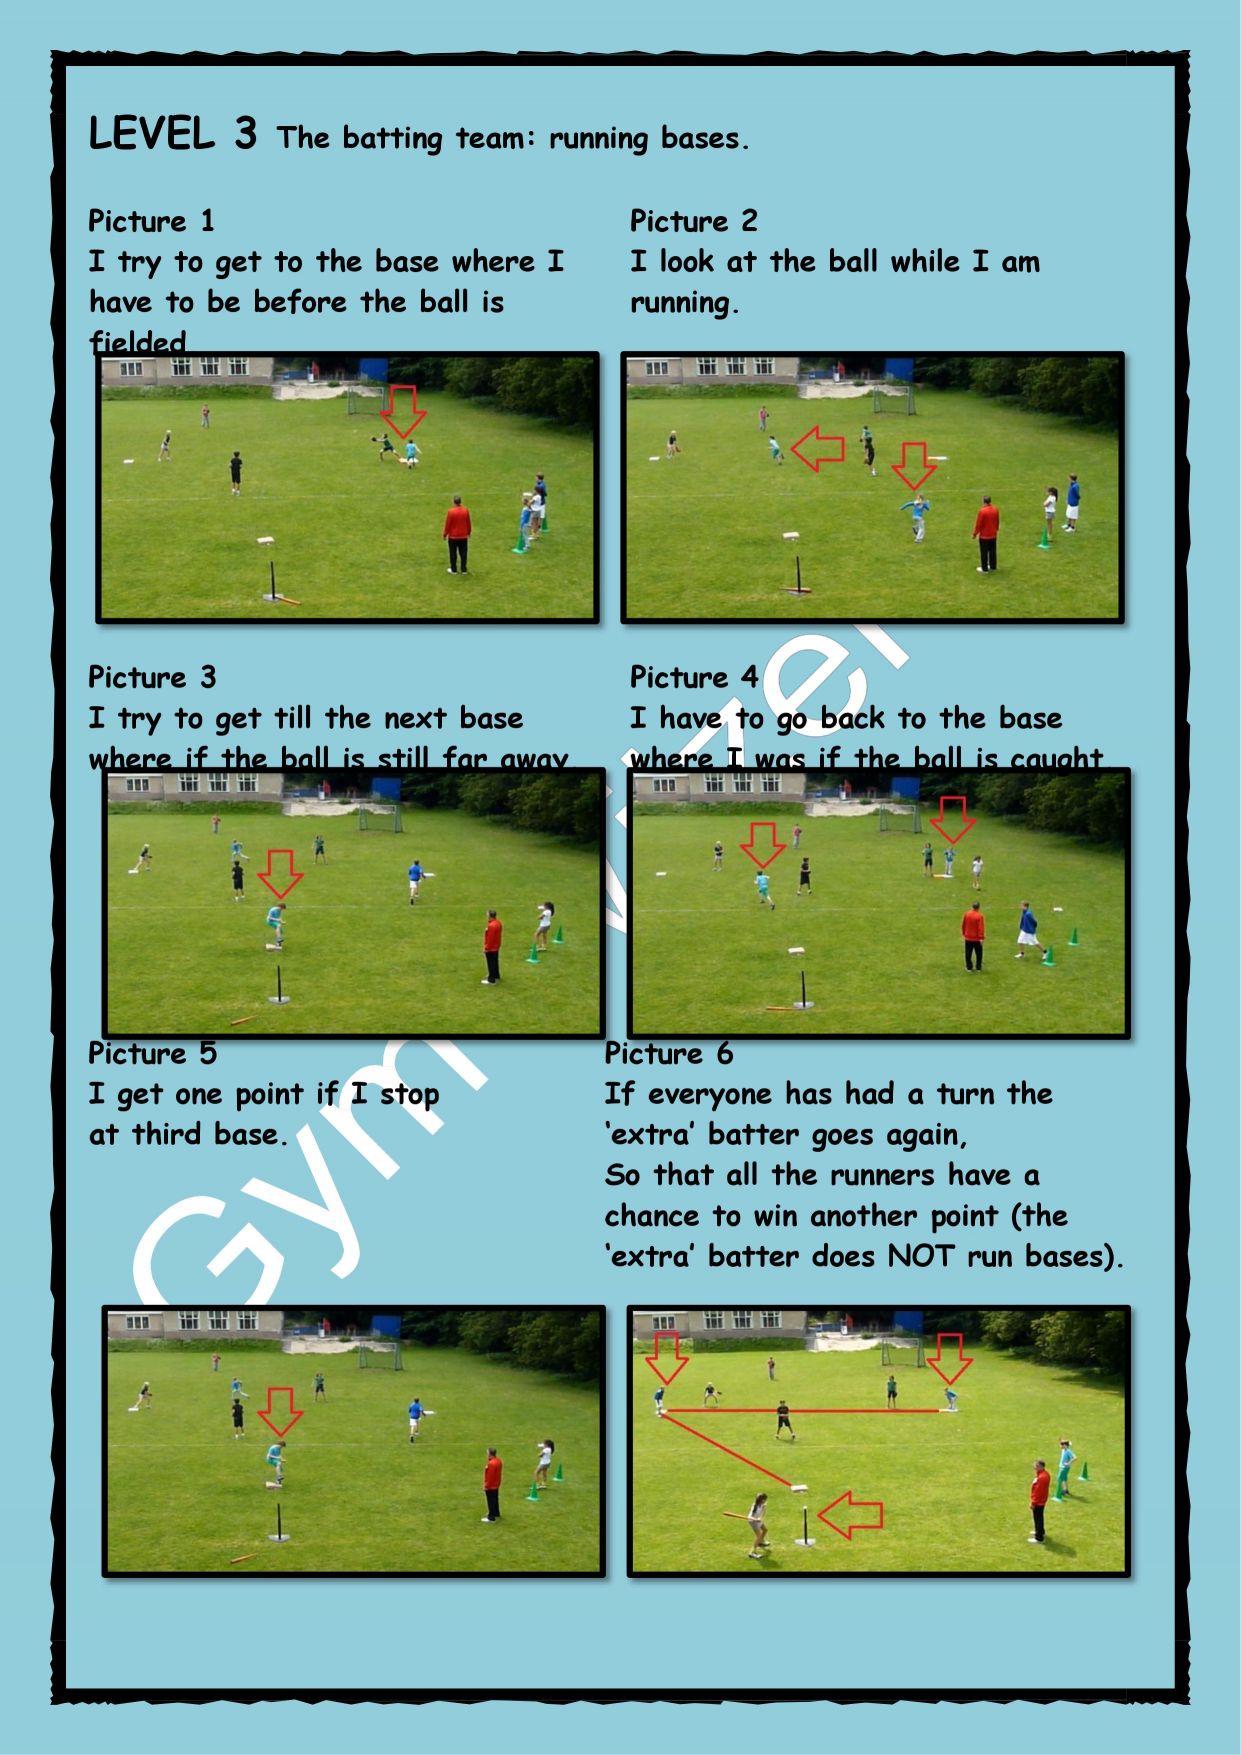 LEVEL 3 The batting team: running bases.
Picture 1
I try to get to the base where I
have to be before the ball is
fielded
Picture 2
I look at the ball while I am
running.
Picture 3
I try to get till the next base
where if the ball is still far away.
Picture 4
I have to go back to the base
where I was if the ball is caught.
Picture 5
I get one point if I stop
at third base.
Picture 6
If everyone has had a turn the
‘extra’ batter goes again,
So that all the runners have a
chance to win another point (the
‘extra’ batter does NOT run bases).